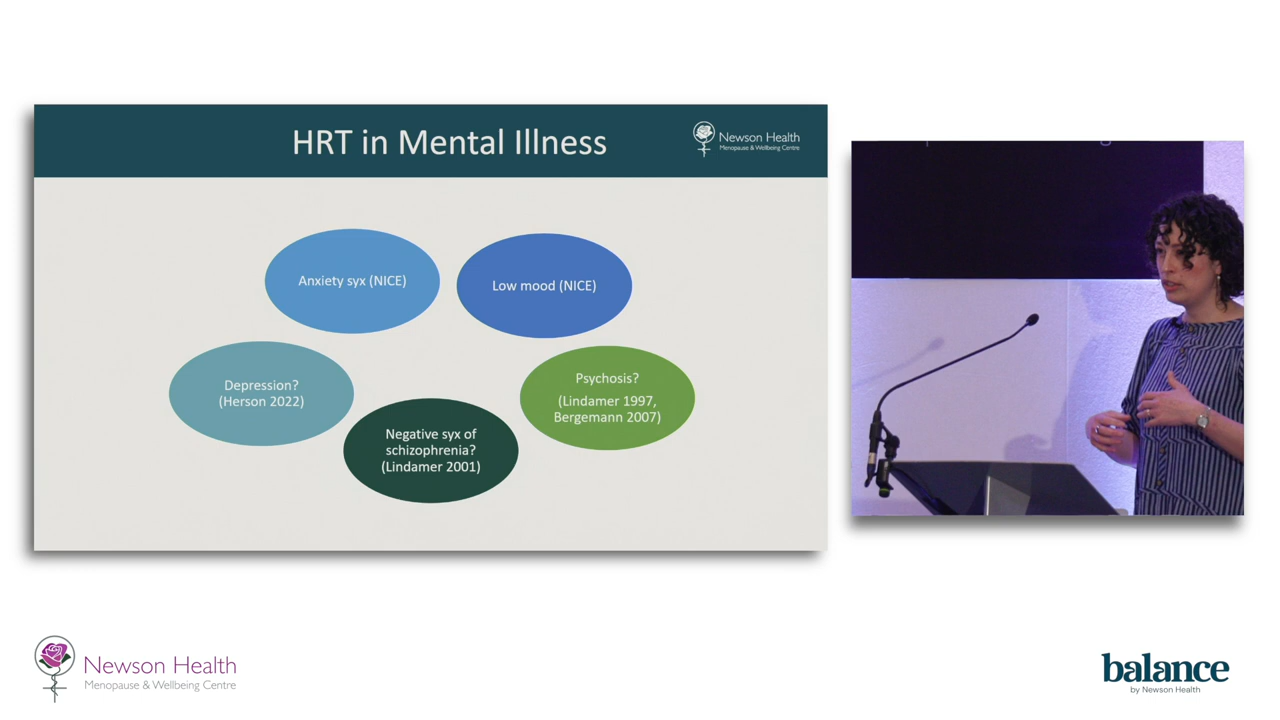 HRT in Mental Illness
Newson Health
Menopause & Wellbeing Centre
Anxiety syx (NICE)
Low mood (NICE)
Depression?
(Herson 2022)
Psychosis?
(Lindamer 1997,
Bergemann 2007)
Negative syx of
schizophrenia?
(Lindamer 2001)
Newson Health
Menopause & Wellbeing Centre
balance
by Newson Health